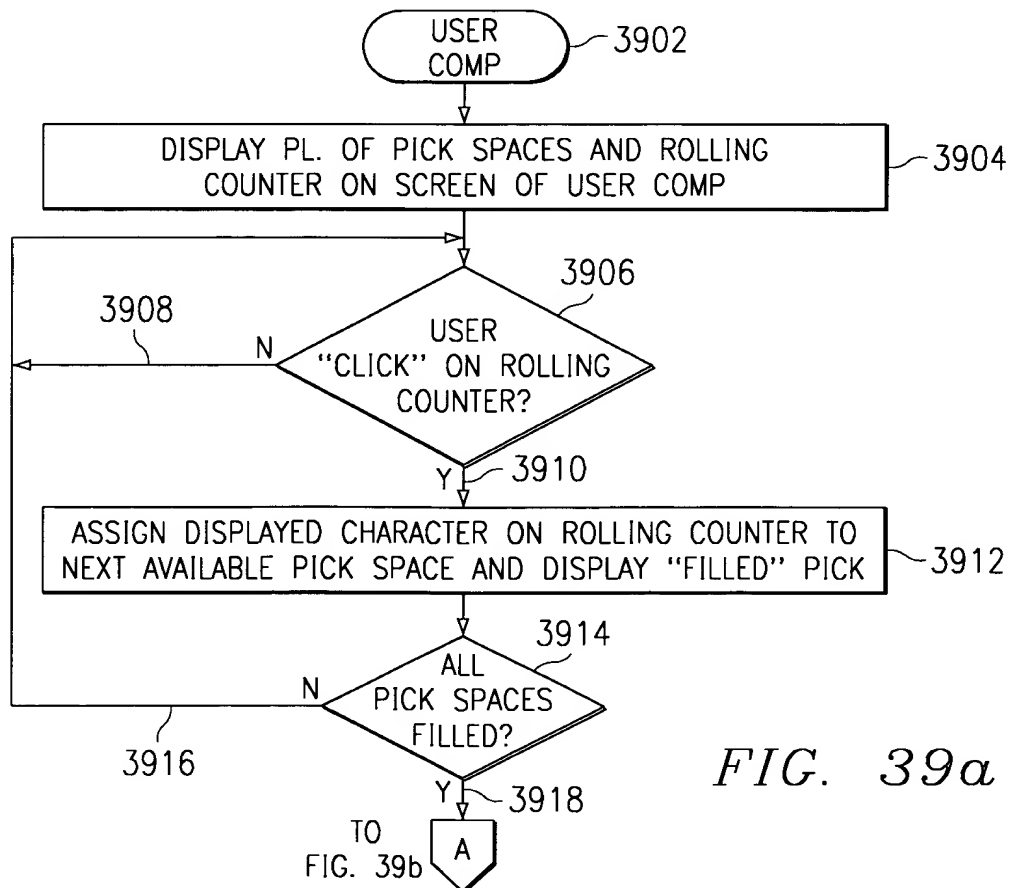 USER
COMP
3902
DISPLAY PL. OF PICK SPACES AND ROLLING
COUNTER ON SCREEN OF USER COMP
3904
3906
3908
N
USER
“CLICK” ON ROLLING
COUNTER?
Y
3910
ASSIGN DISPLAYED CHARACTER ON ROLLING COUNTER TO
NEXT AVAILABLE PICK SPACE AND DISPLAY “FILLED” PICK
3912
3914
N
ALL
PICK SPACES
FILLED?
3916
Y
3918
TO
FIG. 39b
A
FIG. 39a